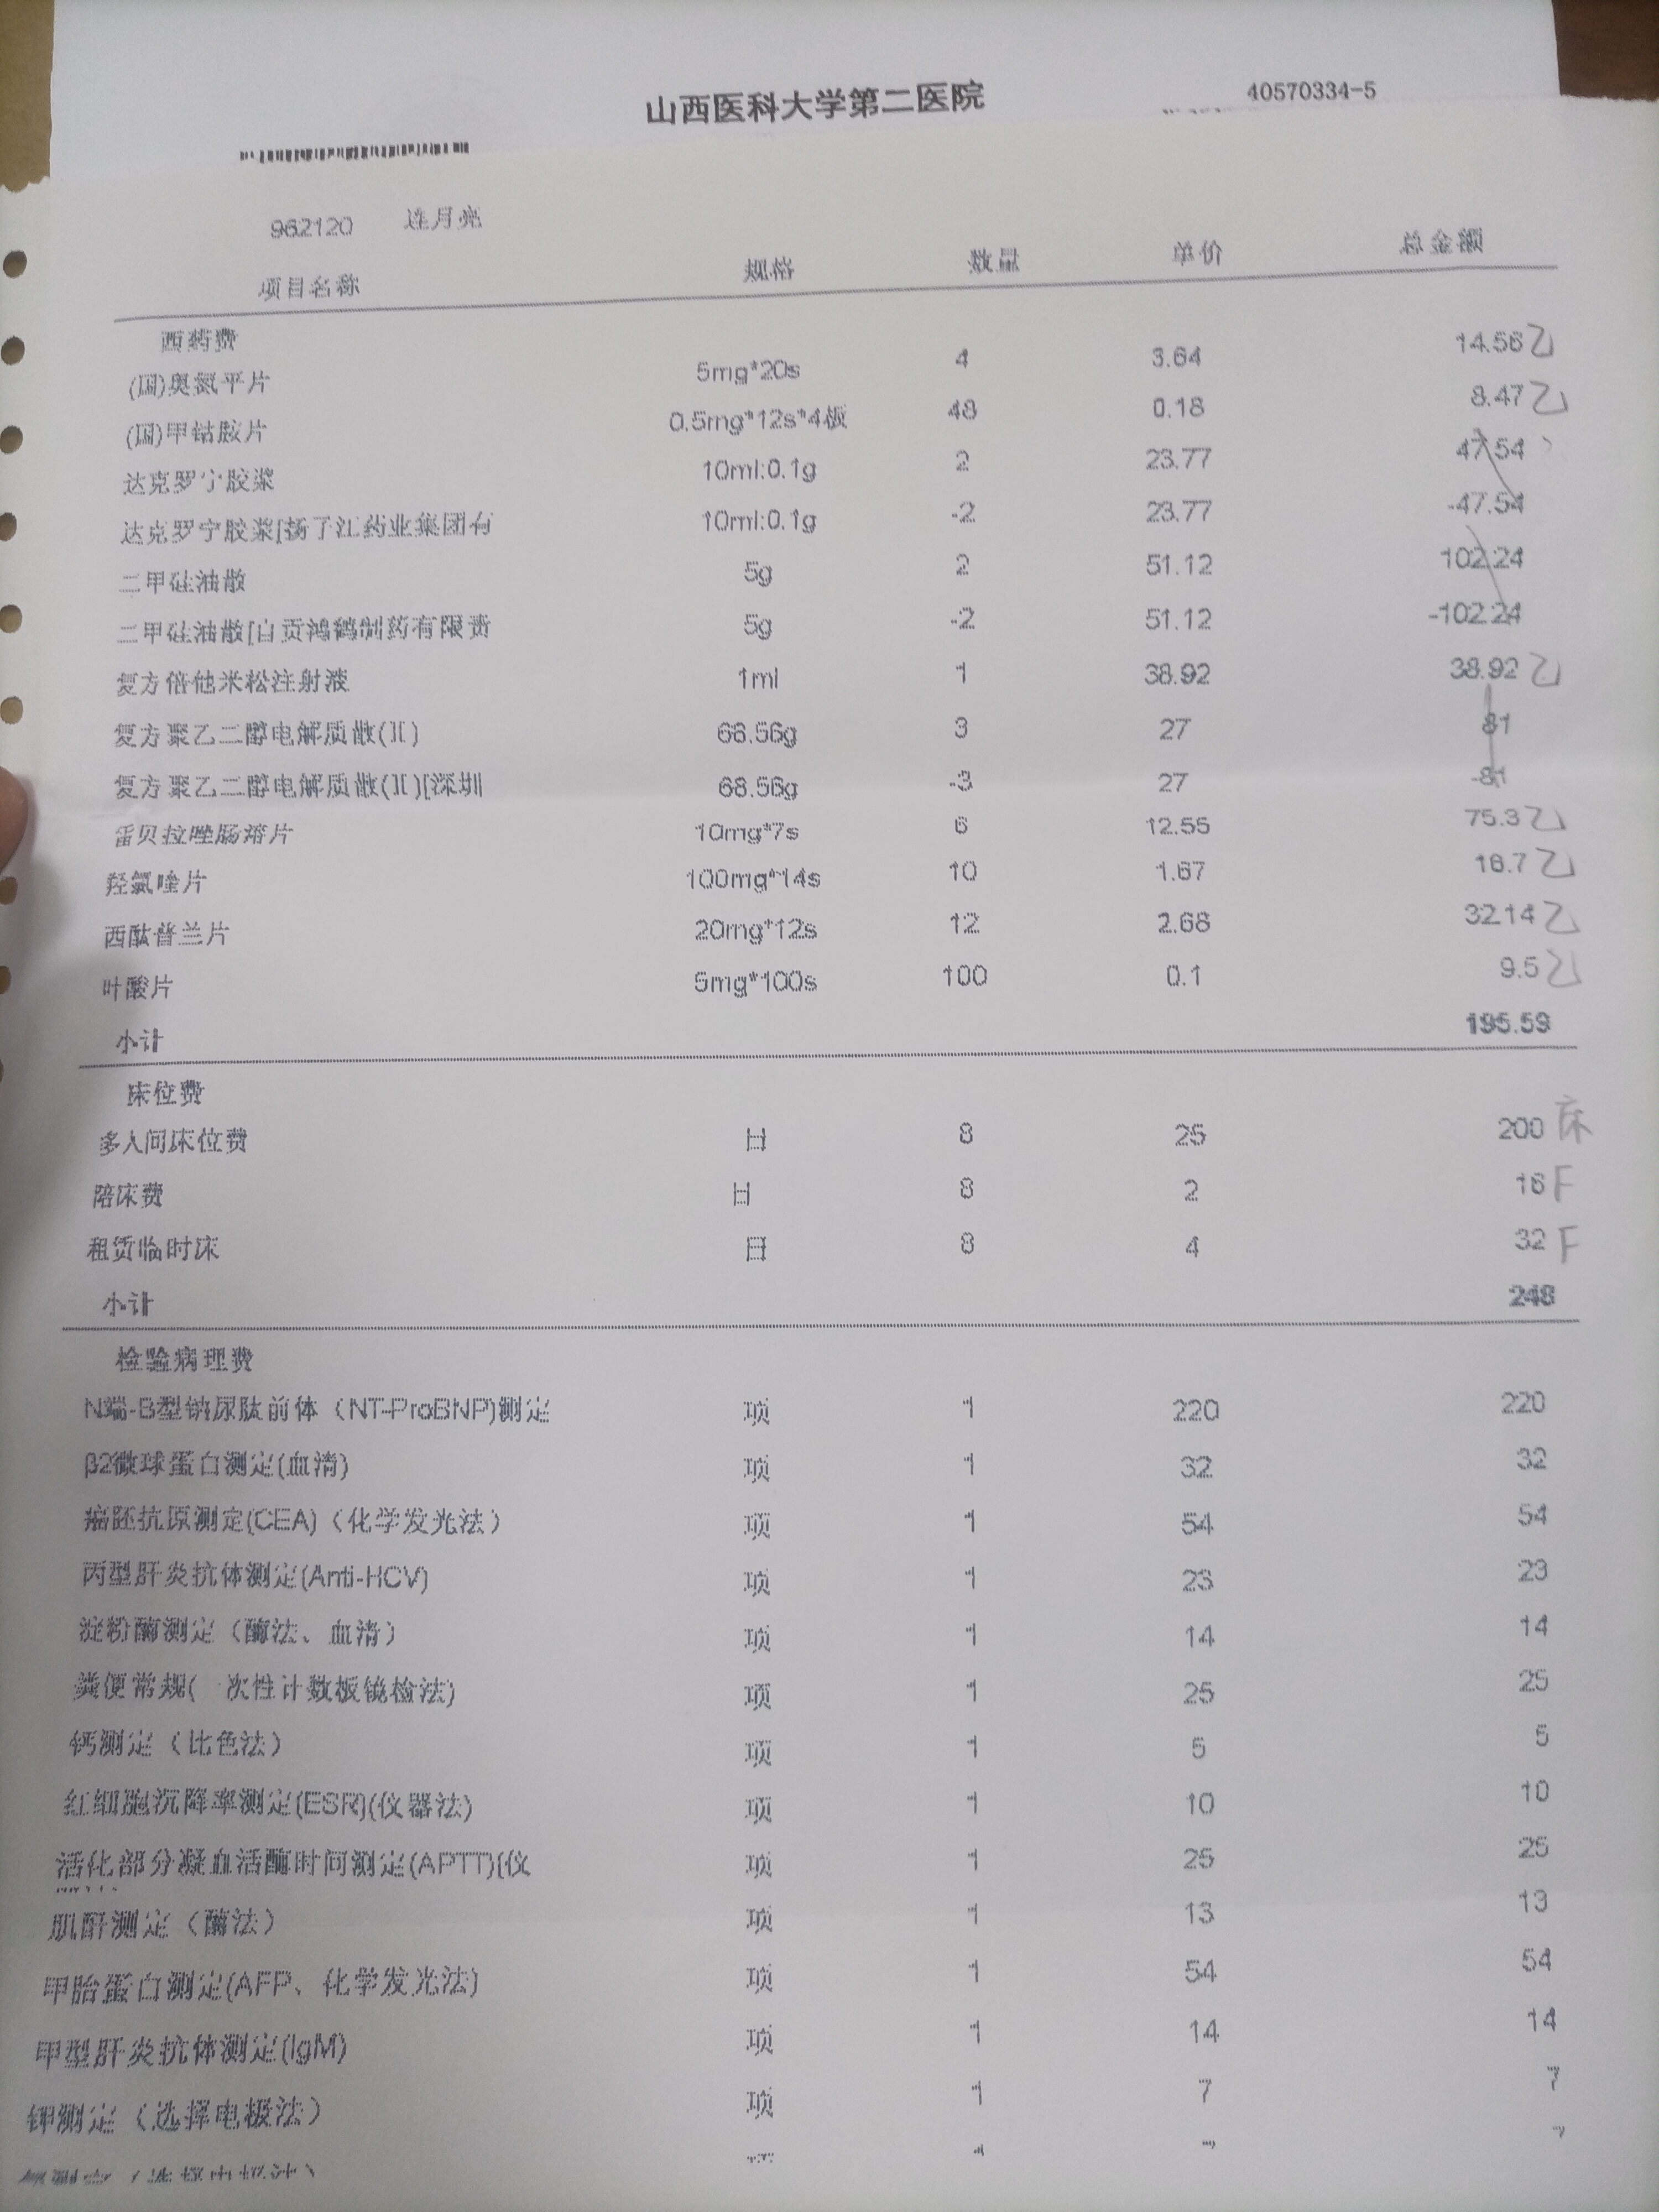 山西医科大学第二医院 40570334-5
962120 连月亮
项目名称 规格 数量 单价 总金额
西药费
(国)奥氮平片 5mg*20s 4 3.64 14.56 乙
(国)甲钴胺片 0.5mg*12s*4板 48 0.18 8.47 乙
达克罗宁胶浆 10ml:0.1g 2 23.77 47.54
达克罗宁胶浆[扬子江药业集团有 10ml:0.1g -2 23.77 -47.54
二甲硅油散 5g 2 51.12 102.24
二甲硅油散[自贡鸿鹤制药有限责 5g -2 51.12 -102.24
复方倍他米松注射液 1ml 1 38.92 38.92 乙
复方聚乙二醇电解质散(II) 68.56g 3 27 81
复方聚乙二醇电解质散(II)[深圳 68.56g -3 27 -81
雷贝拉唑肠溶片 10mg*7s 6 12.55 75.3 乙
羟氯喹片 100mg*14s 10 1.67 16.7 乙
西酞普兰片 20mg*12s 12 2.68 32.14 乙
叶酸片 5mg*100s 100 0.1 9.5 乙
小计 195.59
床位费
多人间床位费 日 8 25 200 床
陪床费 日 8 2 16 F
租赁临时床 日 8 4 32 F
小计 248
检验病理费
N端-B型钠尿肽前体（NT-ProBNP)测定 项 1 220 220
β2微球蛋白测定(血清) 项 1 32 32
癌胚抗原测定(CEA)（化学发光法） 项 1 54 54
丙型肝炎抗体测定(Anti-HCV) 项 1 23 23
淀粉酶测定（酶法、血清） 项 1 14 14
粪便常规(一次性计数板镜检法) 项 1 25 25
钙测定（比色法） 项 1 5 5
红细胞沉降率测定(ESR)(仪器法) 项 1 10 10
活化部分凝血活酶时间测定(APTT)(仪 项 1 25 25
肌酐测定（酶法） 项 1 13 13
甲胎蛋白测定(AFP、化学发光法) 项 1 54 54
甲型肝炎抗体测定(IgM) 项 1 14 14
钾测定（选择电极法） 项 1 7 7